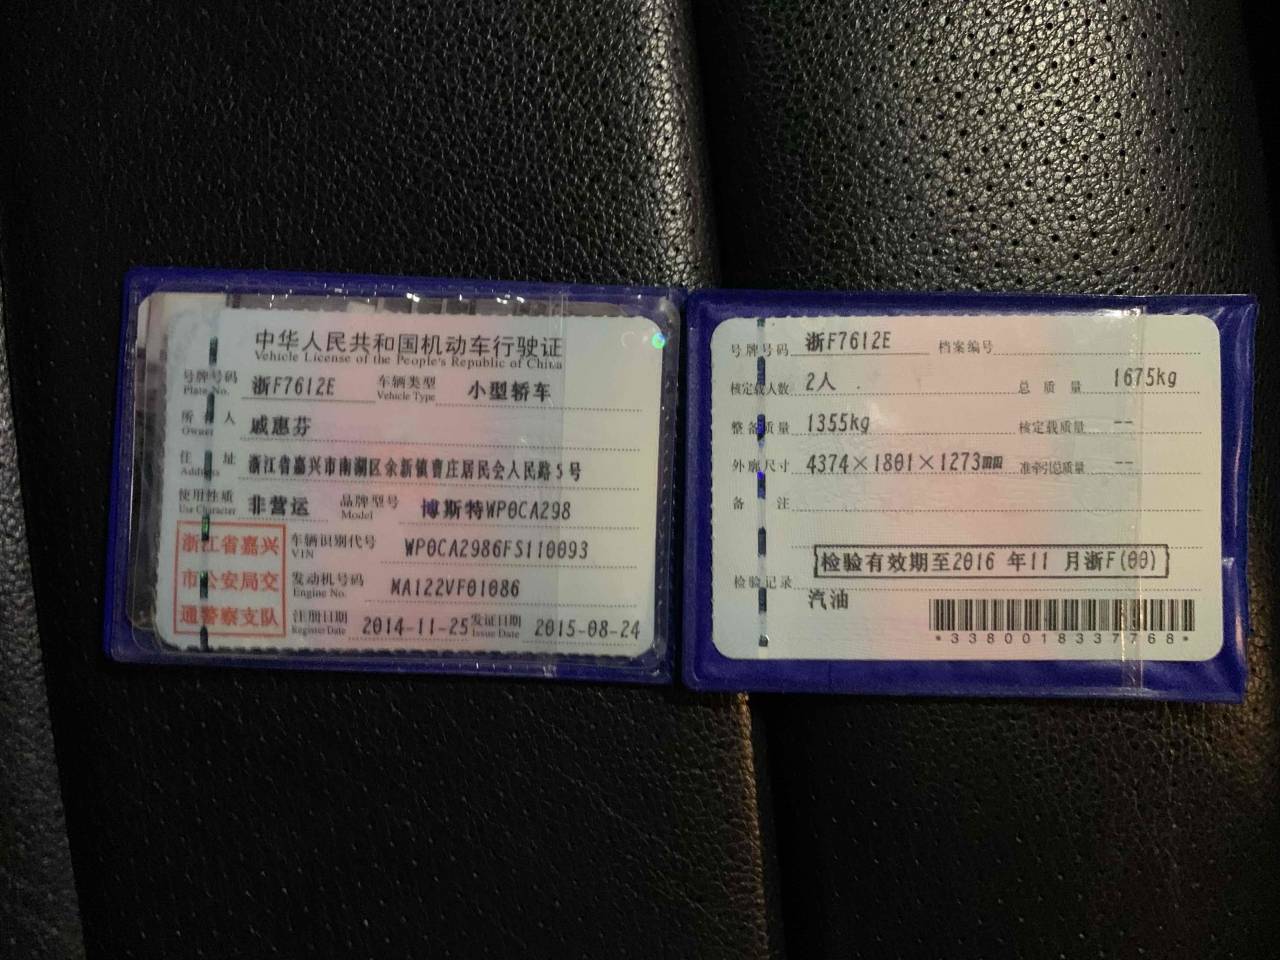 中华人民共和国机动车行驶证
Vehicle License of the People's Republic of China
号牌号码 浙F7612E 车辆类型 小型轿车
Plate No. Vehicle Type
所有人 戚惠芬
Owner
住址 浙江省嘉兴市南湖区余新镇曹庄居民会人民路5号
Address
使用性质 非营运 品牌型号 博斯特WP0CA298
Use Character Model
浙江省嘉兴
市公安局交
通警察支队
车辆识别代号 WP0CA2986FS110093
VIN
发动机号码 MA122VF01086
Engine No.
注册日期 2014-11-25 发证日期 2015-08-24
Register Date Issue Date
号牌号码 浙F7612E 档案编号
核定载人数 2人 总质量 1675kg
整备质量 1355kg 核定载质量 --
外廓尺寸 4374×1801×1273mm 准牵引总质量 --
备注
检验记录 检验有效期至2016 年11 月浙F(00)
汽油
*3380018337768*